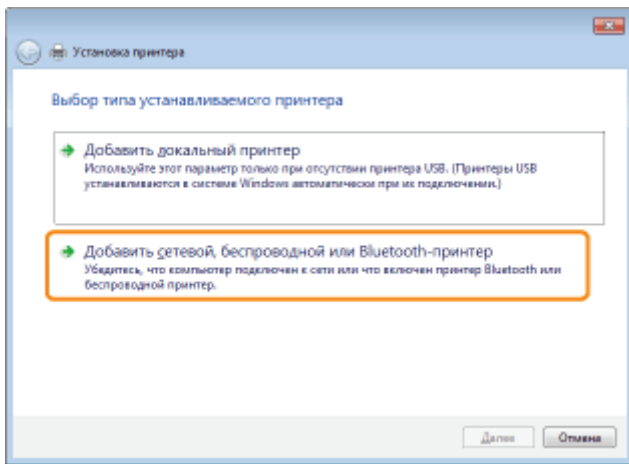 Установка принтера
Выбор типа устанавливаемого принтера
Добавить локальный принтер
Используйте этот параметр только при отсутствии принтера USB. (Принтеры USB
устанавливаются в системе Windows автоматически при их подключении.)
Добавить сетевой, беспроводной или Bluetooth-принтер
Убедитесь, что компьютер подключен к сети или что включен принтер Bluetooth или
беспроводной принтер.
Далее
Отмена